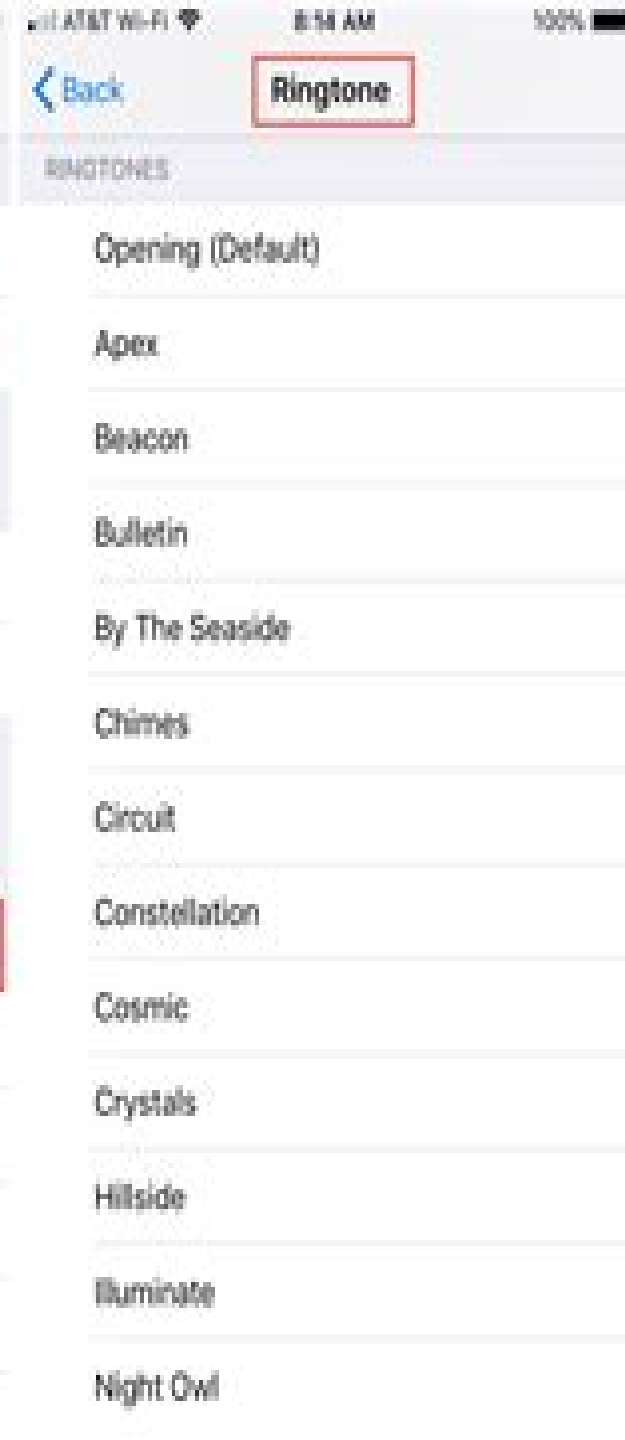 AT&T Wi-Fi 8:14 AM 100%
Back Ringtone
RINGTONES
Opening (Default)
Apex
Beacon
Bulletin
By The Seaside
Chimes
Circuit
Constellation
Cosmic
Crystals
Hillside
Illuminate
Night Owl